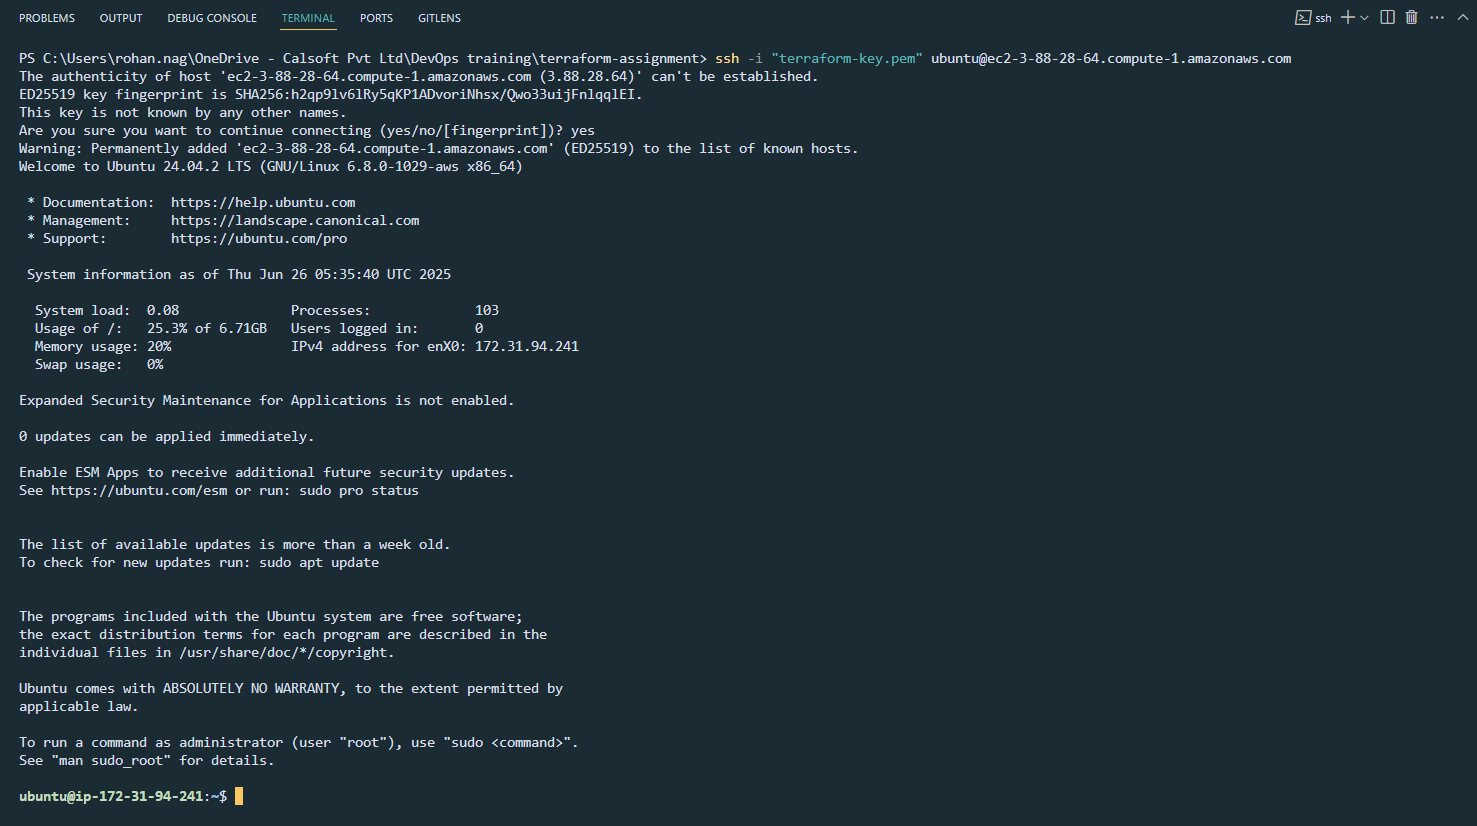 PROBLEMS OUTPUT DEBUG CONSOLE TERMINAL PORTS GITLENS ssh
PS C:\Users\rohan.nag\OneDrive - Calsoft Pvt Ltd\DevOps training\terraform-assignment> ssh -i "terraform-key.pem" ubuntu@ec2-3-88-28-64.compute-1.amazonaws.com
The authenticity of host 'ec2-3-88-28-64.compute-1.amazonaws.com (3.88.28.64)' can't be established.
ED25519 key fingerprint is SHA256:h2qp9lv6lRy5qKP1ADvoriNhsx/Qwo33uijFnlqqlEI.
This key is not known by any other names.
Are you sure you want to continue connecting (yes/no/[fingerprint])? yes
Warning: Permanently added 'ec2-3-88-28-64.compute-1.amazonaws.com' (ED25519) to the list of known hosts.
Welcome to Ubuntu 24.04.2 LTS (GNU/Linux 6.8.0-1029-aws x86_64)
* Documentation: https://help.ubuntu.com
* Management: https://landscape.canonical.com
* Support: https://ubuntu.com/pro
System information as of Thu Jun 26 05:35:40 UTC 2025
System load: 0.08 Processes: 103
Usage of /: 25.3% of 6.71GB Users logged in: 0
Memory usage: 20% IPv4 address for enX0: 172.31.94.241
Swap usage: 0%
Expanded Security Maintenance for Applications is not enabled.
0 updates can be applied immediately.
Enable ESM Apps to receive additional future security updates.
See https://ubuntu.com/esm or run: sudo pro status
The list of available updates is more than a week old.
To check for new updates run: sudo apt update
The programs included with the Ubuntu system are free software;
the exact distribution terms for each program are described in the
individual files in /usr/share/doc/*/copyright.
Ubuntu comes with ABSOLUTELY NO WARRANTY, to the extent permitted by
applicable law.
To run a command as administrator (user "root"), use "sudo <command>".
See "man sudo_root" for details.
ubuntu@ip-172-31-94-241:~$